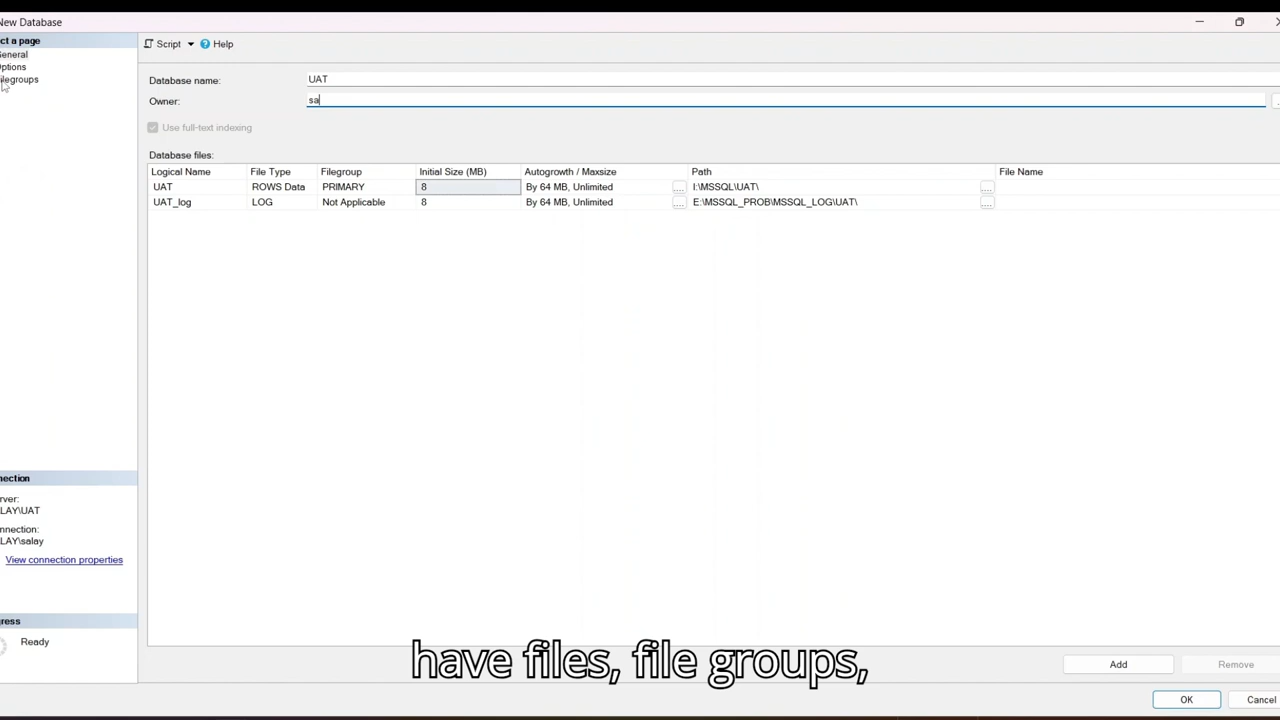 New Database
ct a page
General
ptions
ilegroups
Script
Help
Database name:
UAT
Owner:
sa
Use full-text indexing
Database files:
Logical Name File Type Filegroup Initial Size (MB) Autogrowth / Maxsize Path File Name
UAT ROWS Data PRIMARY 8 By 64 MB, Unlimited ... I:\MSSQL\UAT\ ...
UAT_log LOG Not Applicable 8 By 64 MB, Unlimited ... E:\MSSQL_PROB\MSSQL_LOG\UAT\ ...
nection
rver:
LAY\UAT
nnection:
LAY\salay
View connection properties
gress
Ready
have files, file groups,
Add
Remove
OK
Cancel